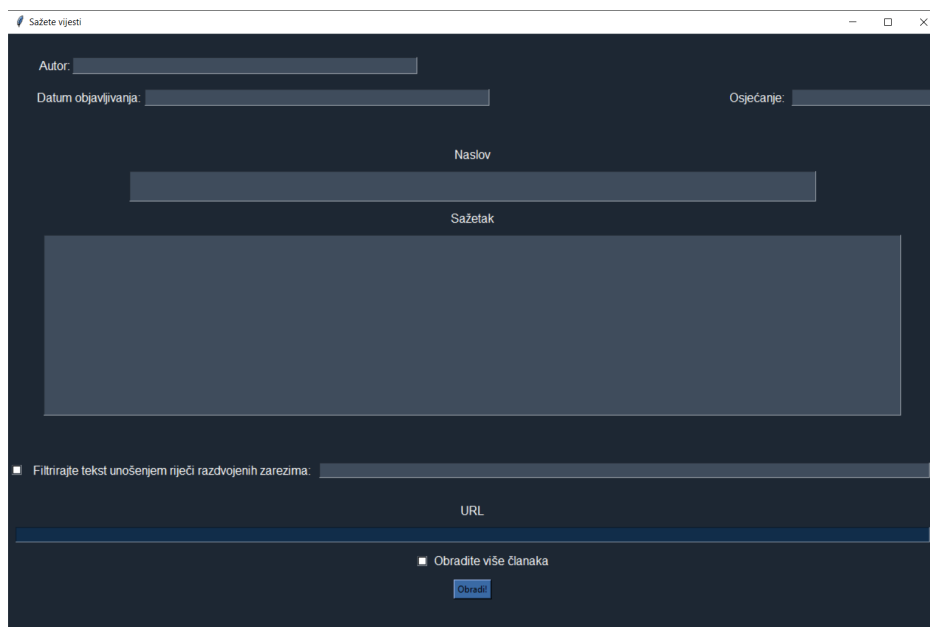 Sažete vijesti
Autor:
Datum objavljivanja: Osjećanje:
Naslov
Sažetak
Filtrirajte tekst unošenjem riječi razdvojenih zarezima:
URL
Obradite više članaka
Obradi!